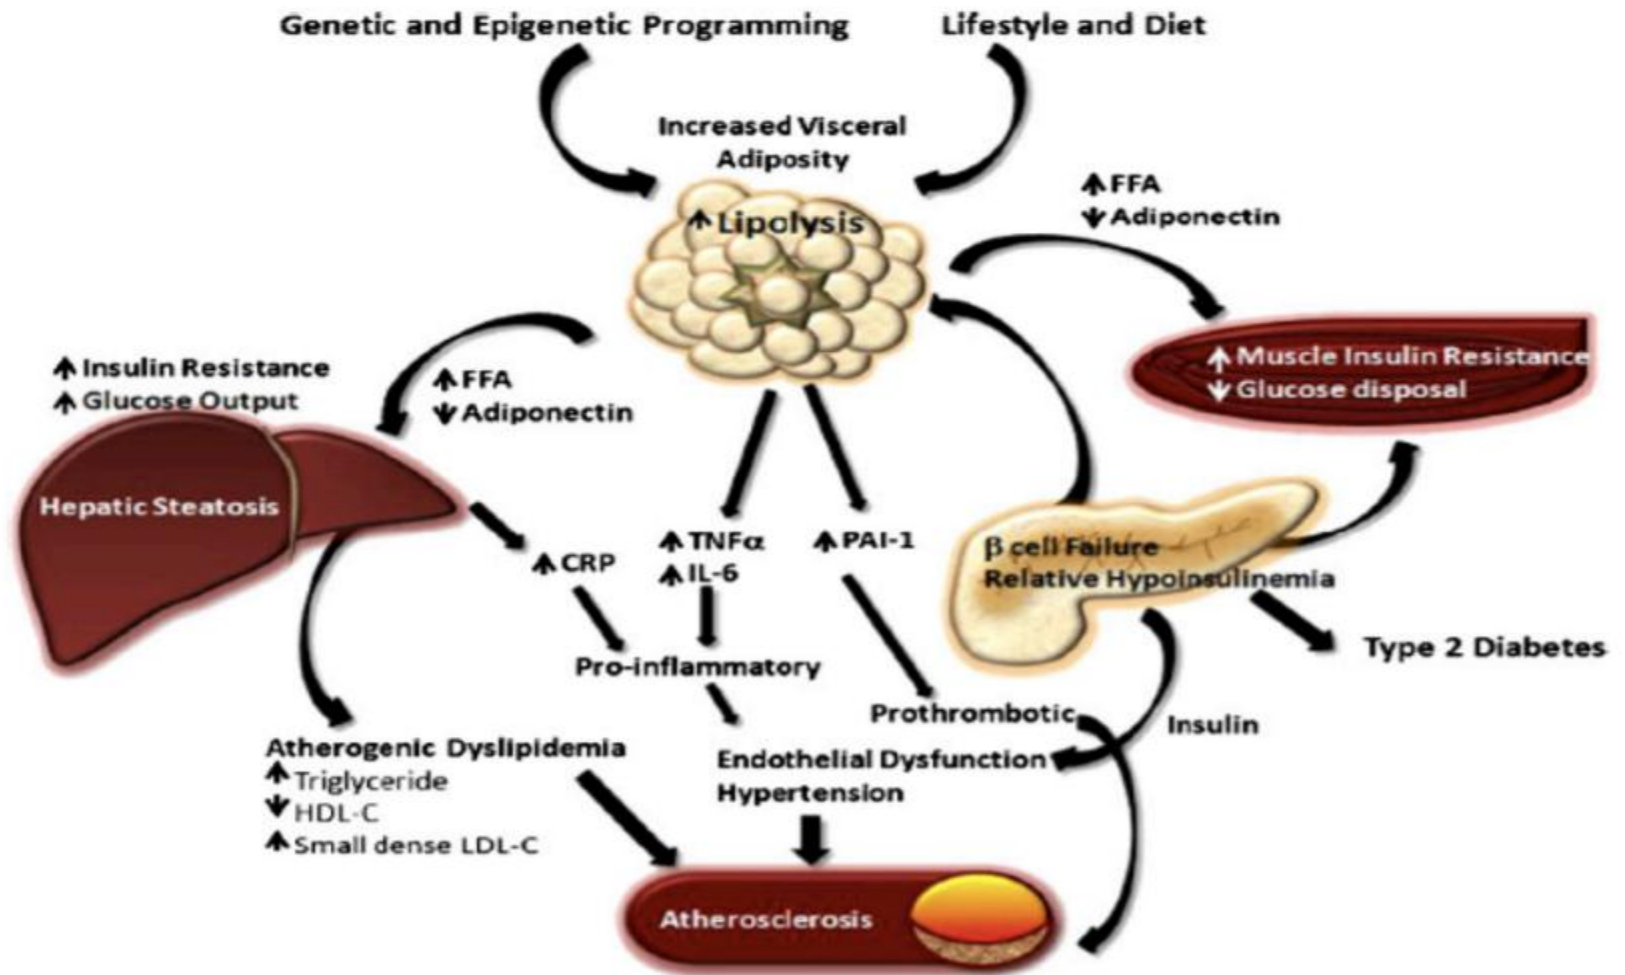 Genetic and Epigenetic Programming
Lifestyle and Diet
Increased Visceral
Adiposity
↑ Lipolysis
↑ FFA
↓ Adiponectin
↑ Muscle Insulin Resistance
↓ Glucose disposal
↑ Insulin Resistance
↑ Glucose Output
↑ FFA
↓ Adiponectin
Hepatic Steatosis
↑ CRP
↑ TNFα
↑ IL-6
↑ PAI-1
β cell Failure
Relative Hypoinsulinemia
Type 2 Diabetes
Pro-inflammatory
Prothrombotic
Insulin
Atherogenic Dyslipidemia
↑ Triglyceride
↓ HDL-C
↑ Small dense LDL-C
Endothelial Dysfunction
Hypertension
Atherosclerosis